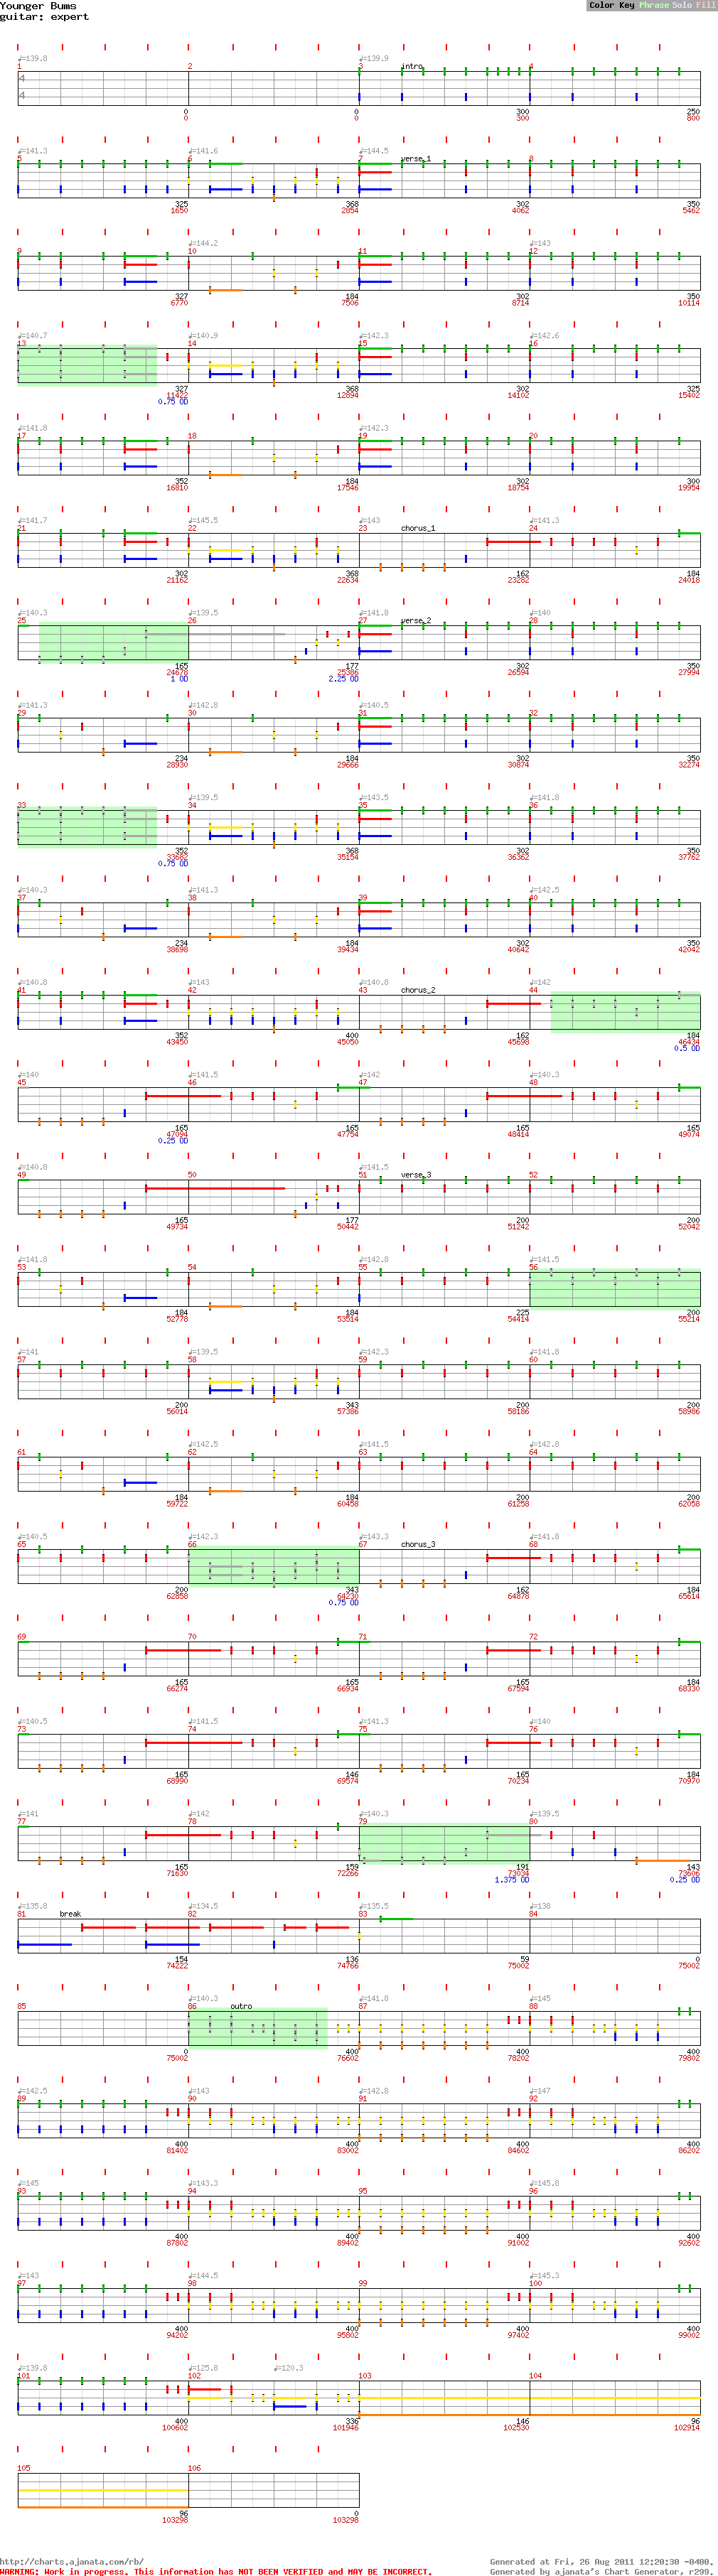 Younger Bums
Color Key Phrase Solo Fill
guitar: expert
♩=139.8 ♩=139.9
1 2 3 intro 4
4
4
0 0 300 250
0 0 300 800
♩=141.3 ♩=141.6 ♩=144.5
5 6 7 verse_1 8
325 368 302 350
1650 2854 4062 5462
♩=144.2 ♩=143
9 10 11 12
327 184 302 350
6770 7506 8714 10114
♩=140.7 ♩=140.9 ♩=142.3 ♩=142.6
13 14 15 16
327 368 302 325
11422 12894 14102 15402
0.75 OD
♩=141.8 ♩=142.3
17 18 19 20
352 184 302 300
16810 17546 18754 19954
♩=141.7 ♩=145.5 ♩=143 ♩=141.3
21 22 23 chorus_1 24
302 368 162 184
21162 22634 23282 24018
♩=140.3 ♩=139.5 ♩=141.8 ♩=140
25 26 27 verse_2 28
165 177 302 350
24678 25386 26594 27994
1 OD 2.25 OD
♩=141.3 ♩=142.8 ♩=140.5
29 30 31 32
234 184 302 350
28930 29666 30874 32274
♩=139.5 ♩=143.5 ♩=141.8
33 34 35 36
352 368 302 350
33682 35154 36362 37762
0.75 OD
♩=140.3 ♩=141.3 ♩=142.5
37 38 39 40
234 184 302 350
38698 39434 40642 42042
♩=140.8 ♩=143 ♩=140.8 ♩=142
41 42 43 chorus_2 44
352 400 162 184
43450 45050 45698 46434
0.5 OD
♩=140 ♩=141.5 ♩=142 ♩=140.3
45 46 47 48
165 165 165 165
47094 47754 48414 49074
0.25 OD
♩=140.8 ♩=141.5
49 50 51 verse_3 52
165 177 200 200
49734 50442 51242 52042
♩=141.8 ♩=142.8 ♩=141.5
53 54 55 56
184 184 225 200
52778 53514 54414 55214
♩=141 ♩=139.5 ♩=142.3 ♩=141.8
57 58 59 60
200 343 200 200
56014 57386 58186 58986
♩=142.5 ♩=141.5 ♩=142.8
61 62 63 64
184 184 200 200
59722 60458 61258 62058
♩=140.5 ♩=142.3 ♩=143.3 ♩=141.8
65 66 67 chorus_3 68
200 343 162 184
62858 64230 64878 65614
0.75 OD
69 70 71 72
165 165 165 184
66274 66934 67594 68330
♩=140.5 ♩=141.5 ♩=141.3 ♩=140
73 74 75 76
165 146 165 184
68990 69574 70234 70970
♩=141 ♩=142 ♩=140.3 ♩=139.5
77 78 79 80
165 159 191 143
71630 72266 73034 73606
1.375 OD 0.25 OD
♩=135.8 ♩=134.5 ♩=135.5 ♩=138
81 break 82 83 84
154 136 59 0
74222 74766 75002 75002
♩=140.3 ♩=141.8 ♩=145
85 86 outro 87 88
0 400 400 400
75002 76602 78202 79802
♩=142.5 ♩=143 ♩=142.8 ♩=147
89 90 91 92
400 400 400 400
81402 83002 84602 86202
♩=145 ♩=143.3 ♩=145.8
93 94 95 96
400 400 400 400
87802 89402 91002 92602
♩=143 ♩=144.5 ♩=145.3
97 98 99 100
400 400 400 400
94202 95802 97402 99002
♩=139.8 ♩=125.8 ♩=120.3
101 102 103 104
400 336 146 96
100602 101946 102530 102914
105 106
96 0
103298 103298
http://charts.ajanata.com/rb/ Generated at Fri, 26 Aug 2011 12:20:30 -0400.
WARNING: Work in progress. This information has NOT BEEN VERIFIED and MAY BE INCORRECT. Generated by ajanata's Chart Generator, r299.